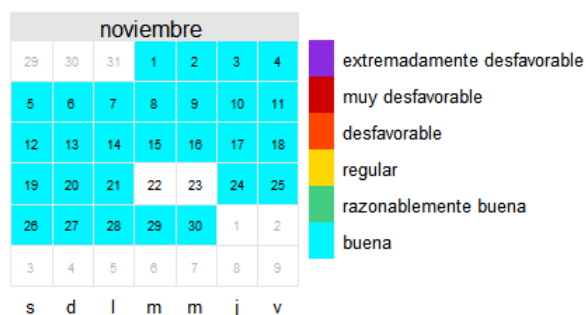 noviembre
29 30 31 1 2 3 4
5 6 7 8 9 10 11
12 13 14 15 16 17 18
19 20 21 22 23 24 25
26 27 28 29 30 1 2
3 4 5 6 7 8 9
s d l m m j v
extremadamente desfavorable
muy desfavorable
desfavorable
regular
razonablemente buena
buena